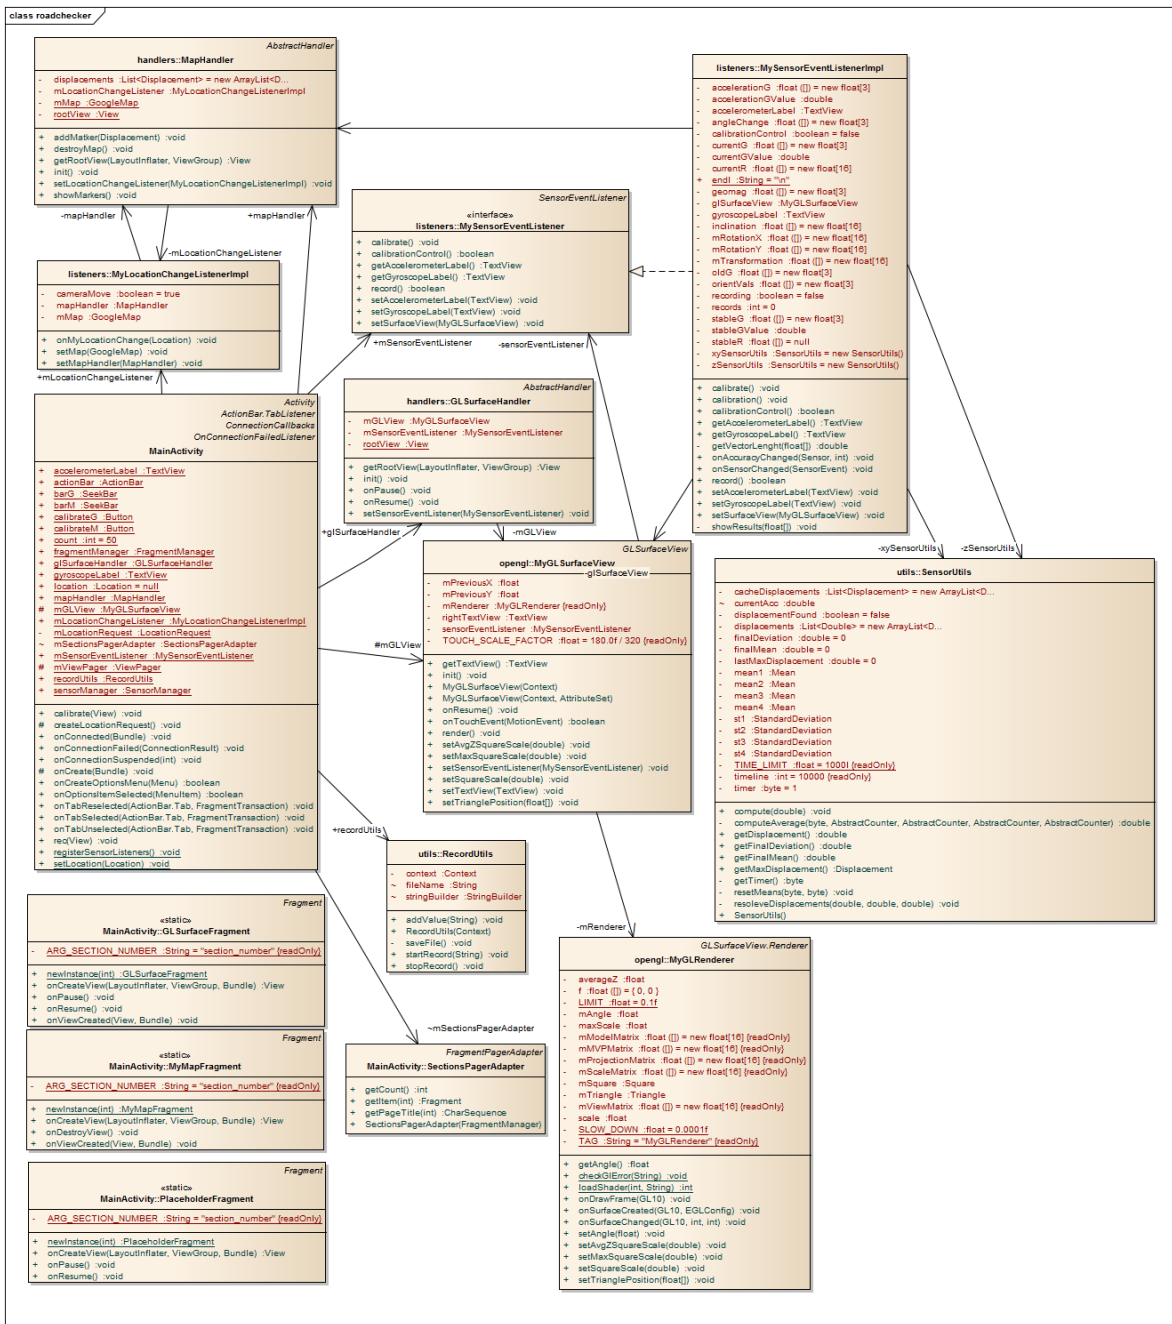 class roadchecker
AbstractHandler
handlers::MapHandler
- displacements :List<Displacement> = new ArrayList<D...
- mLocationChangeListener :MyLocationChangeListenerImpl
- mMap :GoogleMap
- rootView :View
+ addMatker(Displacement) :void
+ destroyMap() :void
+ getRootView(LayoutInflater, ViewGroup) :View
+ init() :void
+ setLocationChangeListener(MyLocationChangeListenerImpl) :void
+ showMarkers() :void
-mapHandler
+mapHandler
-mLocationChangeListener
listeners::MyLocationChangeListenerImpl
- cameraMove :boolean = true
- mapHandler :MapHandler
- mMap :GoogleMap
+ onMyLocationChange(Location) :void
+ setMap(GoogleMap) :void
+ setMapHandler(MapHandler) :void
+mLocationChangeListener
SensorEventListener
«interface»
listeners::MySensorEventListener
+ calibrate() :void
+ calibrationControl() :boolean
+ getAccelerometerLabel() :TextView
+ getGyroscopeLabel() :TextView
+ record() :boolean
+ setAccelerometerLabel(TextView) :void
+ setGyroscopeLabel(TextView) :void
+ setSurfaceView(MyGLSurfaceView) :void
+mSensorEventListener
-sensorEventListener
listeners::MySensorEventListenerImpl
- accelerationG :float ([]) = new float[3]
- accelerationGValue :double
- accelerometerLabel :TextView
- angleChange :float ([]) = new float[3]
- calibrationControl :boolean = false
- currentG :float ([]) = new float[3]
- currentGValue :double
- currentR :float ([]) = new float[16]
+ endl :String = "\n"
- geomag :float ([]) = new float[3]
- glSurfaceView :MyGLSurfaceView
- gyroscopeLabel :TextView
- inclination :float ([]) = new float[16]
- mRotationX :float ([]) = new float[16]
- mRotationY :float ([]) = new float[16]
- mTransformation :float ([]) = new float[16]
- oldG :float ([]) = new float[3]
- orientVals :float ([]) = new float[3]
- recording :boolean = false
- records :int = 0
- stableG :float ([]) = new float[3]
- stableGValue :double
- stableR :float ([]) = null
- xySensorUtils :SensorUtils = new SensorUtils()
- zSensorUtils :SensorUtils = new SensorUtils()
+ calibrate() :void
- calibration() :void
+ calibrationControl() :boolean
+ getAccelerometerLabel() :TextView
+ getGyroscopeLabel() :TextView
- getVectorLenght(float[]) :double
+ onAccuracyChanged(Sensor, int) :void
+ onSensorChanged(SensorEvent) :void
+ record() :boolean
+ setAccelerometerLabel(TextView) :void
+ setGyroscopeLabel(TextView) :void
+ setSurfaceView(MyGLSurfaceView) :void
- showResults(float[]) :void
AbstractHandler
handlers::GLSurfaceHandler
- mGLView :MyGLSurfaceView
- mSensorEventListener :MySensorEventListener
- rootView :View
+ getRootView(LayoutInflater, ViewGroup) :View
+ init() :void
+ onPause() :void
+ onResume() :void
+ setSensorEventListener(MySensorEventListener) :void
+glSurfaceHandler
-mGLView
Activity
ActionBar.TabListener
ConnectionCallbacks
OnConnectionFailedListener
MainActivity
+ accelerometerLabel :TextView
+ actionBar :ActionBar
+ barG :SeekBar
+ barM :SeekBar
+ calibrateG :Button
+ calibrateM :Button
+ count :int = 50
+ fragmentManager :FragmentManager
+ glSurfaceHandler :GLSurfaceHandler
+ gyroscopeLabel :TextView
+ location :Location = null
+ mapHandler :MapHandler
# mGLView :MyGLSurfaceView
+ mLocationChangeListener :MyLocationChangeListenerImpl
- mLocationRequest :LocationRequest
~ mSectionsPagerAdapter :SectionsPagerAdapter
+ mSensorEventListener :MySensorEventListener
# mViewPager :ViewPager
+ recordUtils :RecordUtils
- sensorManager :SensorManager
+ calibrate(View) :void
# createLocationRequest() :void
+ onConnected(Bundle) :void
+ onConnectionFailed(ConnectionResult) :void
+ onConnectionSuspended(int) :void
# onCreate(Bundle) :void
+ onCreateOptionsMenu(Menu) :boolean
+ onOptionsItemSelected(MenuItem) :boolean
+ onTabReselected(ActionBar.Tab, FragmentTransaction) :void
+ onTabSelected(ActionBar.Tab, FragmentTransaction) :void
+ onTabUnselected(ActionBar.Tab, FragmentTransaction) :void
+ rec(View) :void
+ registerSensorListeners() :void
+ setLocation(Location) :void
#mGLView
GLSurfaceView
opengl::MyGLSurfaceView
-glSurfaceView
- mPreviousX :float
- mPreviousY :float
- mRenderer :MyGLRenderer {readOnly}
- rightTextView :TextView
- sensorEventListener :MySensorEventListener
- TOUCH_SCALE_FACTOR :float = 180.0f / 320 {readOnly}
+ getTextView() :TextView
+ init() :void
+ MyGLSurfaceView(Context)
+ MyGLSurfaceView(Context, AttributeSet)
+ onResume() :void
+ onTouchEvent(MotionEvent) :boolean
+ render() :void
+ setAvgZSquareScale(double) :void
+ setMaxSquareScale(double) :void
+ setSensorEventListener(MySensorEventListener) :void
+ setSquareScale(double) :void
+ setTextView(TextView) :void
+ setTrianglePosition(float[]) :void
-xySensorUtils
-zSensorUtils
utils::SensorUtils
- cacheDisplacements :List<Displacement> = new ArrayList<D...
~ currentAcc :double
- displacementFound :boolean = false
- displacements :List<Double> = new ArrayList<D...
- finalDeviation :double = 0
- finalMean :double = 0
- lastMaxDisplacement :double = 0
- mean1 :Mean
- mean2 :Mean
- mean3 :Mean
- mean4 :Mean
- st1 :StandardDeviation
- st2 :StandardDeviation
- st3 :StandardDeviation
- st4 :StandardDeviation
- TIME_LIMIT :float = 1000l {readOnly}
- timeline :int = 10000 {readOnly}
- timer :byte = 1
+ compute(double) :void
- computeAverage(byte, AbstractCounter, AbstractCounter, AbstractCounter, AbstractCounter) :double
+ getDisplacement() :double
+ getFinalDeviation() :double
+ getFinalMean() :double
+ getMaxDisplacement() :Displacement
- getTimer() :byte
- resetMeans(byte, byte) :void
- resoleveDisplacements(double, double, double) :void
+ SensorUtils()
+recordUtils
utils::RecordUtils
- context :Context
~ fileName :String
~ stringBuilder :StringBuilder
+ addValue(String) :void
+ RecordUtils(Context)
- saveFile() :void
+ startRecord(String) :void
+ stopRecord() :void
Fragment
«static»
MainActivity::GLSurfaceFragment
- ARG_SECTION_NUMBER :String = "section_number" {readOnly}
+ newInstance(int) :GLSurfaceFragment
+ onCreateView(LayoutInflater, ViewGroup, Bundle) :View
+ onPause() :void
+ onResume() :void
+ onViewCreated(View, Bundle) :void
Fragment
«static»
MainActivity::MyMapFragment
- ARG_SECTION_NUMBER :String = "section_number" {readOnly}
+ newInstance(int) :MyMapFragment
+ onCreateView(LayoutInflater, ViewGroup, Bundle) :View
+ onDestroyView() :void
+ onViewCreated(View, Bundle) :void
Fragment
«static»
MainActivity::PlaceholderFragment
- ARG_SECTION_NUMBER :String = "section_number" {readOnly}
+ newInstance(int) :PlaceholderFragment
+ onCreateView(LayoutInflater, ViewGroup, Bundle) :View
+ onPause() :void
+ onResume() :void
~mSectionsPagerAdapter
FragmentPagerAdapter
MainActivity::SectionsPagerAdapter
+ getCount() :int
+ getItem(int) :Fragment
+ getPageTitle(int) :CharSequence
+ SectionsPagerAdapter(FragmentManager)
-mRenderer
GLSurfaceView.Renderer
opengl::MyGLRenderer
- averageZ :float
- f :float ([]) = { 0, 0 }
- LIMIT :float = 0.1f
- mAngle :float
- maxScale :float
- mModelMatrix :float ([]) = new float[16] {readOnly}
- mMVPMatrix :float ([]) = new float[16] {readOnly}
- mProjectionMatrix :float ([]) = new float[16] {readOnly}
- mScaleMatrix :float ([]) = new float[16] {readOnly}
- mSquare :Square
- mTriangle :Triangle
- mViewMatrix :float ([]) = new float[16] {readOnly}
- scale :float
- SLOW_DOWN :float = 0.0001f
- TAG :String = "MyGLRenderer" {readOnly}
+ getAngle() :float
+ checkGlError(String) :void
+ loadShader(int, String) :int
+ onDrawFrame(GL10) :void
+ onSurfaceCreated(GL10, EGLConfig) :void
+ onSurfaceChanged(GL10, int, int) :void
+ setAngle(float) :void
+ setAvgZSquareScale(double) :void
+ setMaxSquareScale(double) :void
+ setSquareScale(double) :void
+ setTrianglePosition(float[]) :void